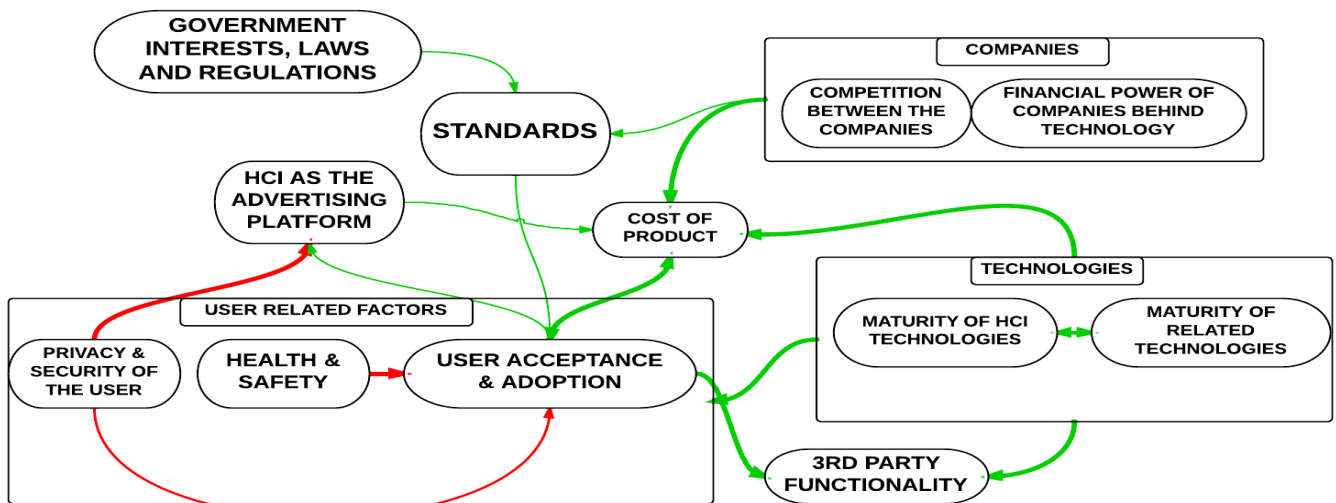 GOVERNMENT
INTERESTS, LAWS
AND REGULATIONS
COMPANIES
COMPETITION
BETWEEN THE
COMPANIES
FINANCIAL POWER OF
COMPANIES BEHIND
TECHNOLOGY
STANDARDS
HCI AS THE
ADVERTISING
PLATFORM
COST OF
PRODUCT
TECHNOLOGIES
MATURITY OF HCI
TECHNOLOGIES
MATURITY OF
RELATED
TECHNOLOGIES
USER RELATED FACTORS
PRIVACY &
SECURITY OF
THE USER
HEALTH &
SAFETY
USER ACCEPTANCE
& ADOPTION
3RD PARTY
FUNCTIONALITY